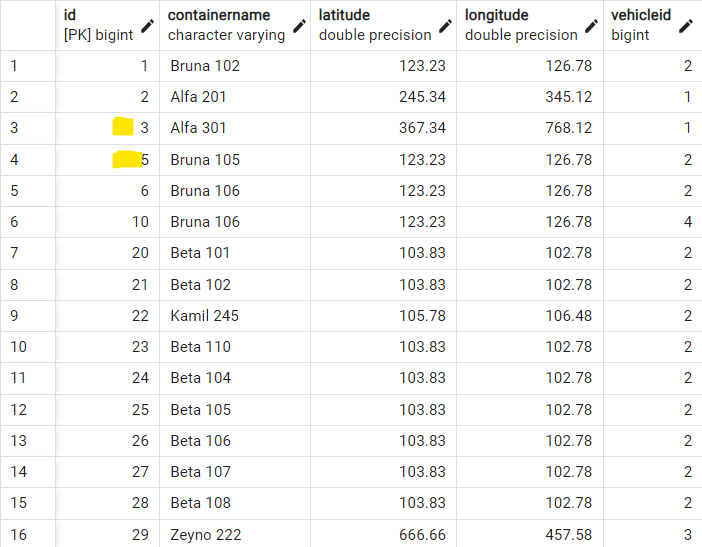 id containername latitude longitude vehicleid
[PK] bigint character varying double precision double precision bigint
1 1 Bruna 102 123.23 126.78 2
2 2 Alfa 201 245.34 345.12 1
3 3 Alfa 301 367.34 768.12 1
4 5 Bruna 105 123.23 126.78 2
5 6 Bruna 106 123.23 126.78 2
6 10 Bruna 106 123.23 126.78 4
7 20 Beta 101 103.83 102.78 2
8 21 Beta 102 103.83 102.78 2
9 22 Kamil 245 105.78 106.48 2
10 23 Beta 110 103.83 102.78 2
11 24 Beta 104 103.83 102.78 2
12 25 Beta 105 103.83 102.78 2
13 26 Beta 106 103.83 102.78 2
14 27 Beta 107 103.83 102.78 2
15 28 Beta 108 103.83 102.78 2
16 29 Zeyno 222 666.66 457.58 3